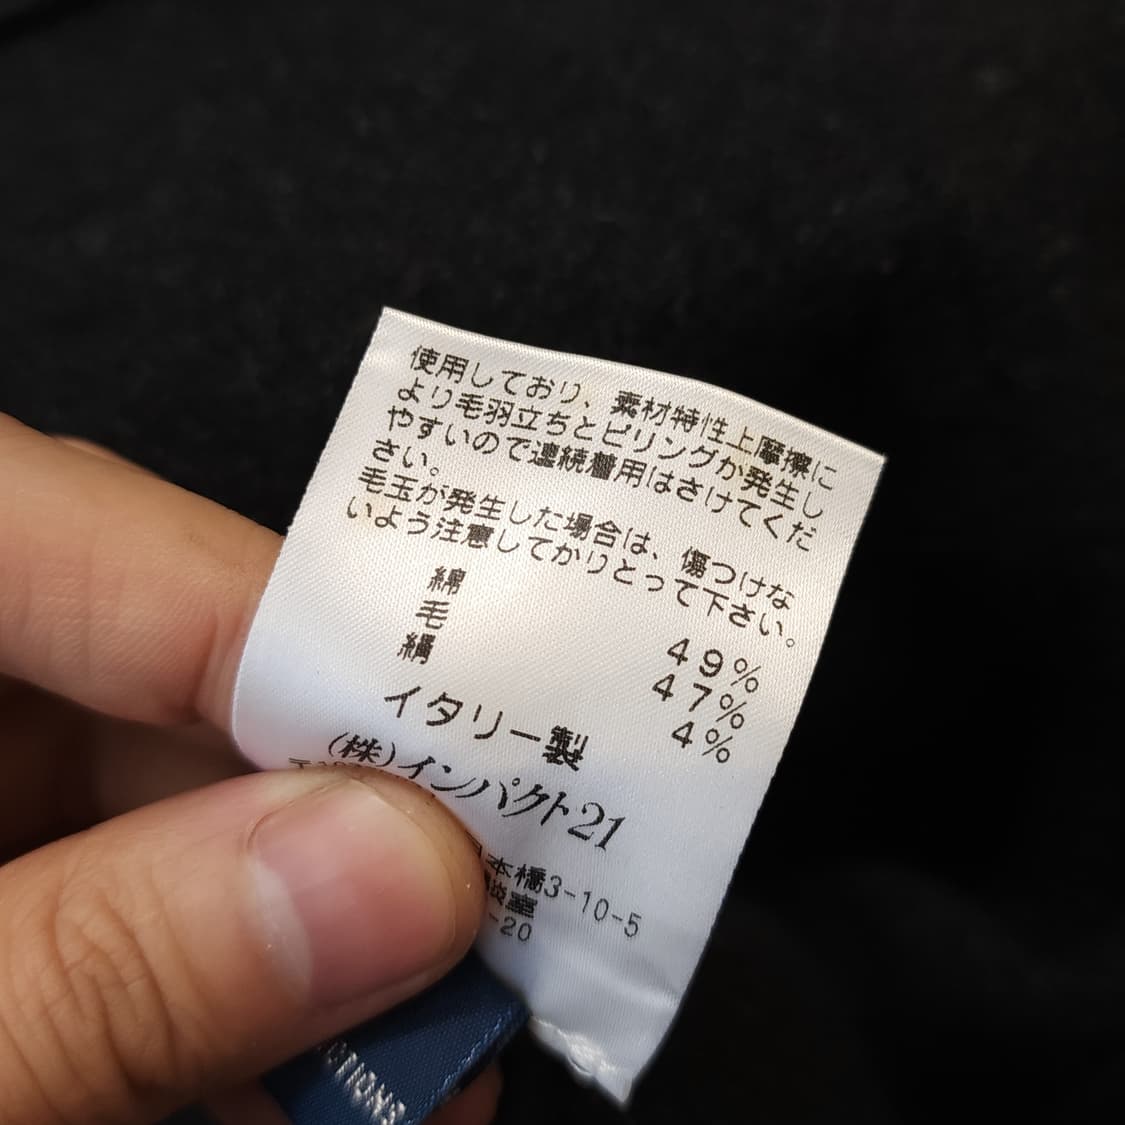 使用しており、素材特性上摩擦に
より毛羽立ちとピリングが発生し
やすいので連続着用はさけてくだ
さい。
毛玉が発生した場合は、傷つけな
いよう注意してかりとって下さい。
綿 49%
毛 47%
絹 4%
イタリー製
(株)インパクト21
本橋3-10-5
談室
-20
CTIONS